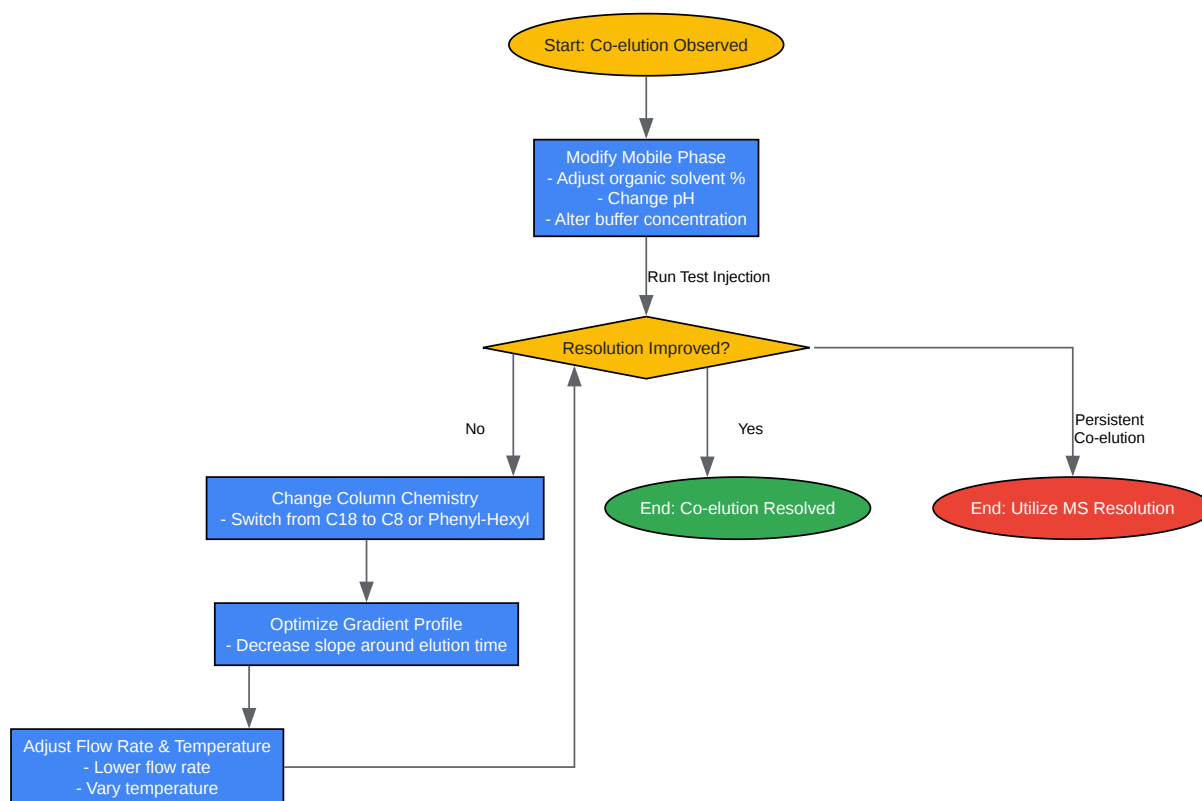 Start: Co-elution Observed
Modify Mobile Phase
- Adjust organic solvent %
- Change pH
- Alter buffer concentration
Run Test Injection
Resolution Improved?
No
Yes
Persistent
Co-elution
Change Column Chemistry
- Switch from C18 to C8 or Phenyl-Hexyl
End: Co-elution Resolved
End: Utilize MS Resolution
Optimize Gradient Profile
- Decrease slope around elution time
Adjust Flow Rate & Temperature
- Lower flow rate
- Vary temperature